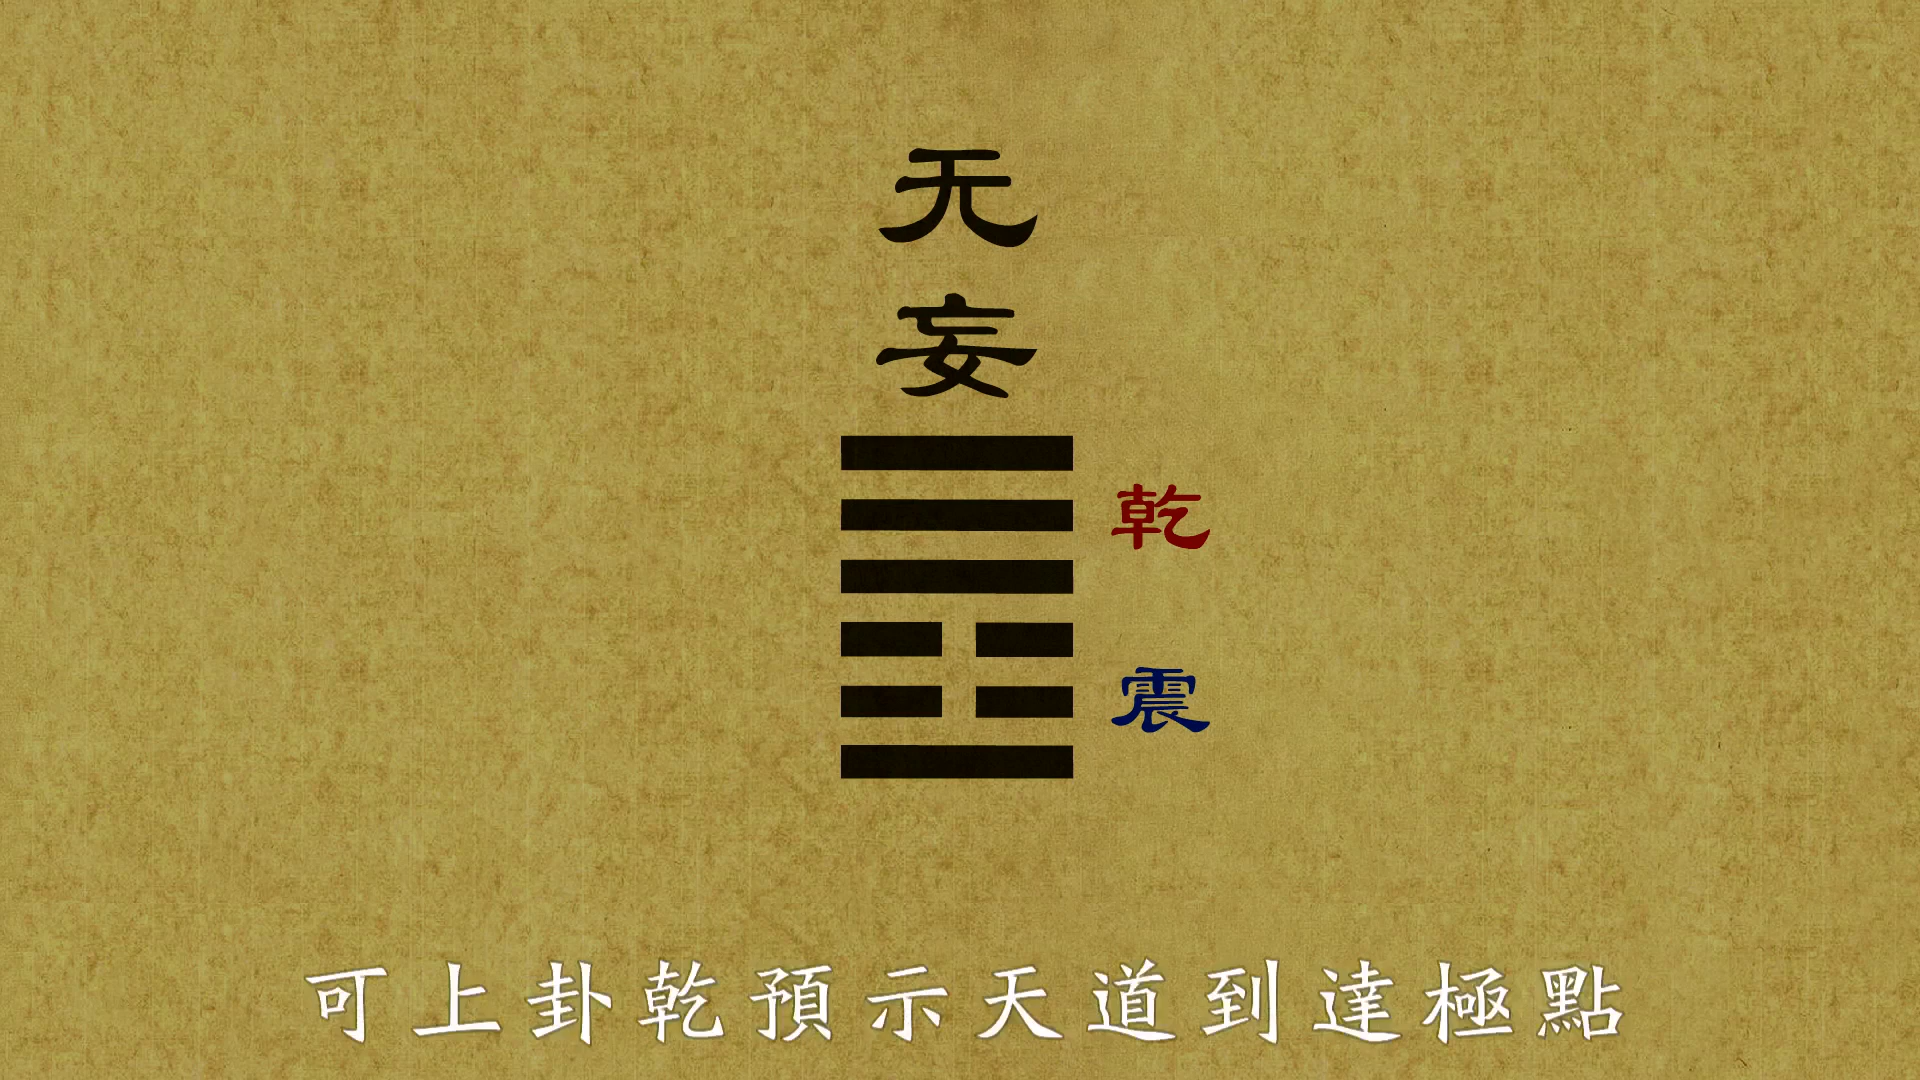 无
妄
乾
震
可上卦乾預示天道到達極點